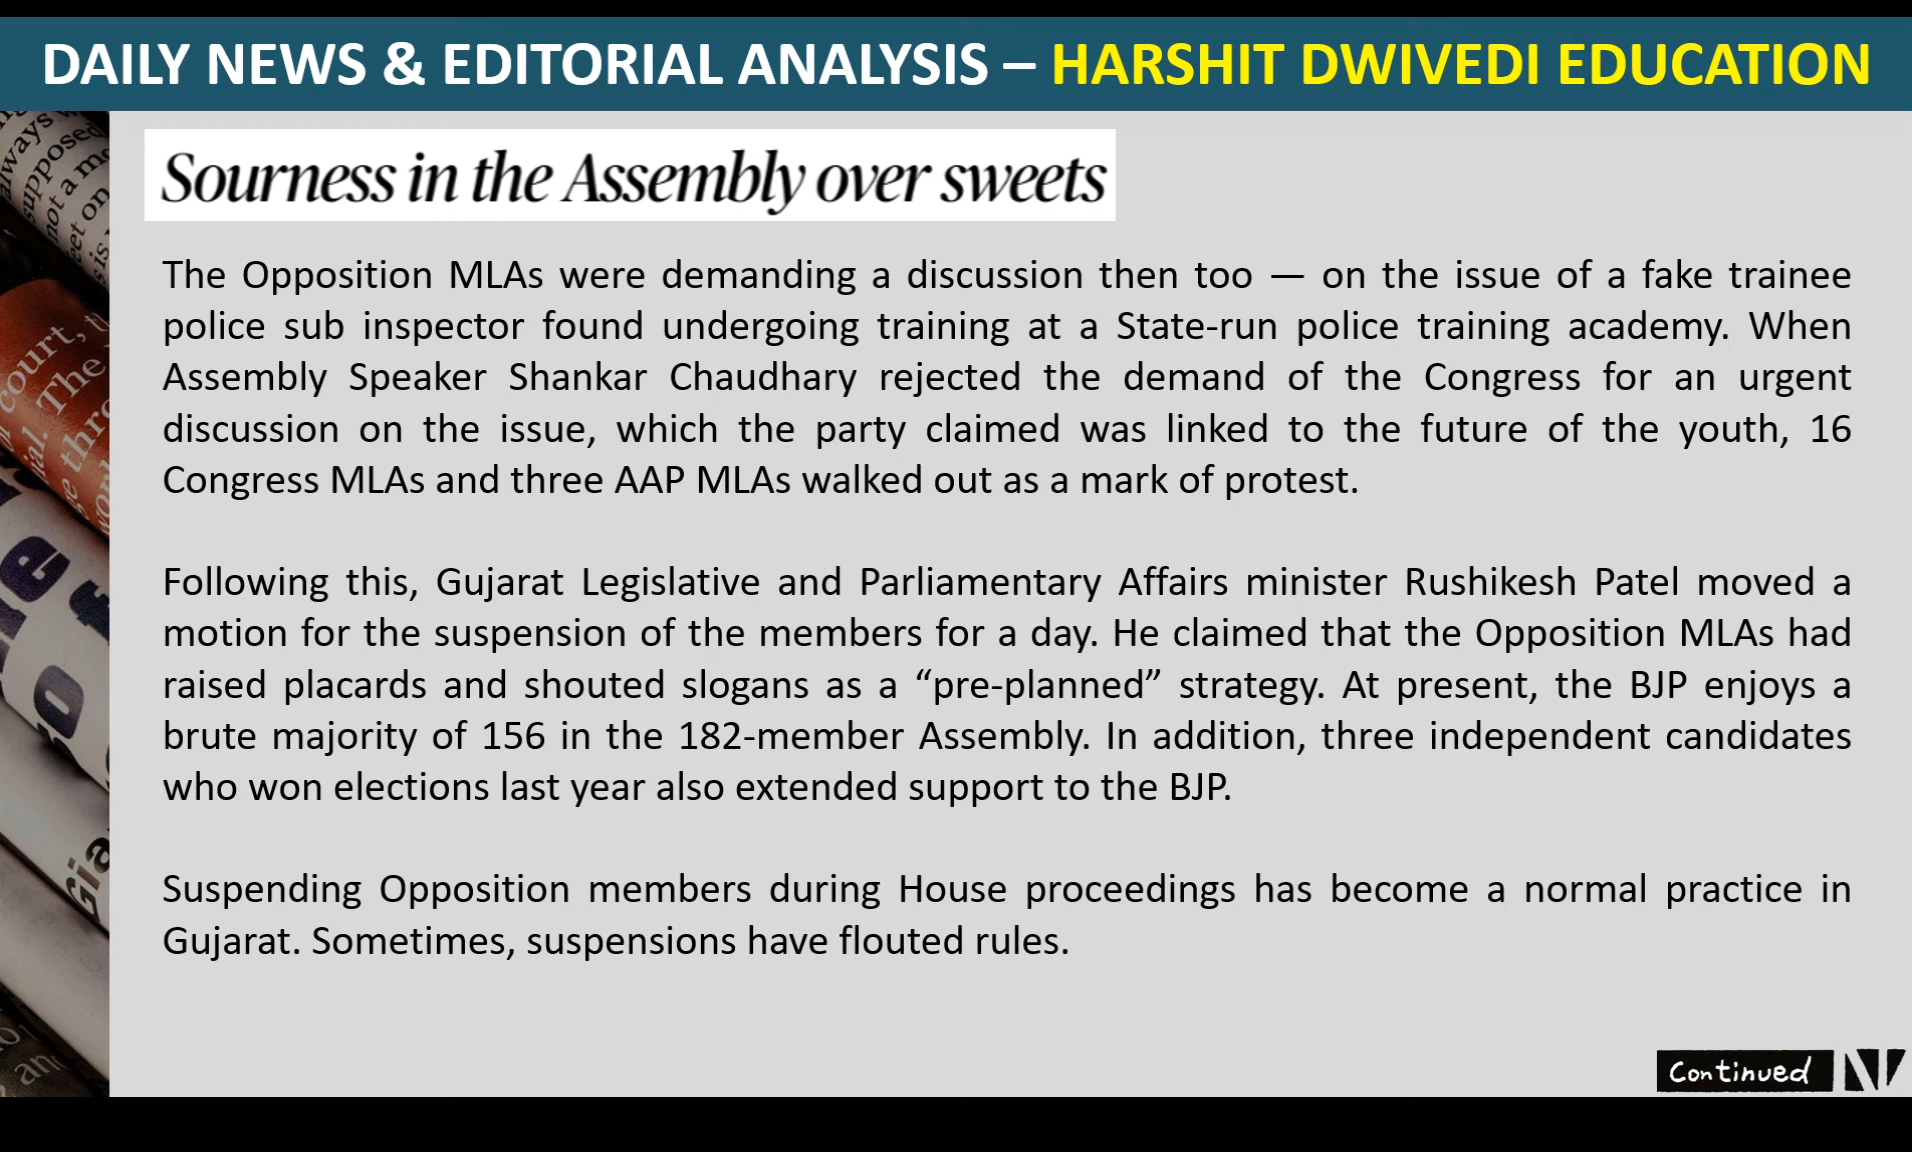 DAILY NEWS & EDITORIAL ANALYSIS – HARSHIT DWIVEDI EDUCATION
Sourness in the Assembly over sweets
The Opposition MLAs were demanding a discussion then too — on the issue of a fake trainee
police sub inspector found undergoing training at a State-run police training academy. When
Assembly Speaker Shankar Chaudhary rejected the demand of the Congress for an urgent
discussion on the issue, which the party claimed was linked to the future of the youth, 16
Congress MLAs and three AAP MLAs walked out as a mark of protest.
Following this, Gujarat Legislative and Parliamentary Affairs minister Rushikesh Patel moved a
motion for the suspension of the members for a day. He claimed that the Opposition MLAs had
raised placards and shouted slogans as a “pre-planned” strategy. At present, the BJP enjoys a
brute majority of 156 in the 182-member Assembly. In addition, three independent candidates
who won elections last year also extended support to the BJP.
Suspending Opposition members during House proceedings has become a normal practice in
Gujarat. Sometimes, suspensions have flouted rules.
Continued